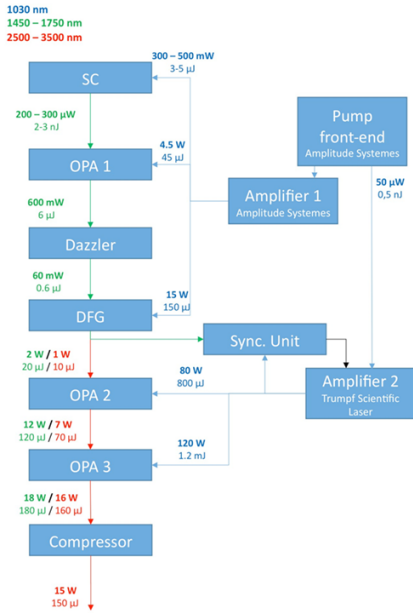 1030 nm
1450 – 1750 nm
2500 – 3500 nm
300 – 500 mW
3-5 µJ
SC
Pump
front-end
Amplitude Systemes
200 – 300 µW
2-3 nJ
4.5 W
45 µJ
OPA 1
50 µW
0,5 nJ
Amplifier 1
Amplitude Systemes
600 mW
6 µJ
Dazzler
60 mW
0.6 µJ
15 W
150 µJ
DFG
Sync. Unit
2 W / 1 W
20 µJ / 10 µJ
80 W
800 µJ
OPA 2
Amplifier 2
Trumpf Scientific
Laser
12 W / 7 W
120 µJ / 70 µJ
120 W
1.2 mJ
OPA 3
18 W / 16 W
180 µJ / 160 µJ
Compressor
15 W
150 µJ